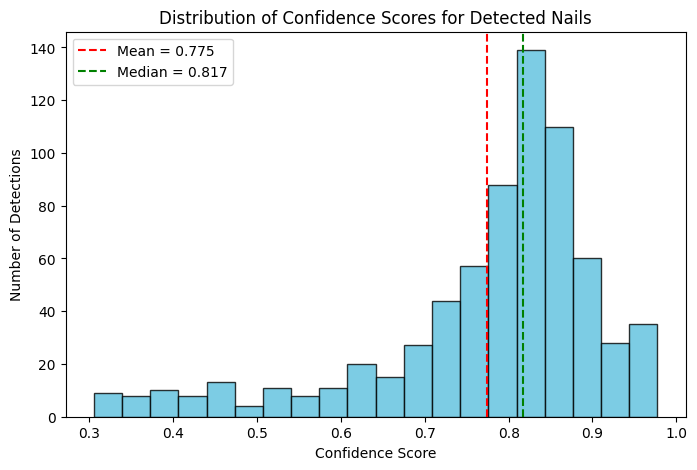 Distribution of Confidence Scores for Detected Nails
Mean = 0.775
Median = 0.817
Number of Detections
140
120
100
80
60
40
20
0
0.3 0.4 0.5 0.6 0.7 0.8 0.9 1.0
Confidence Score